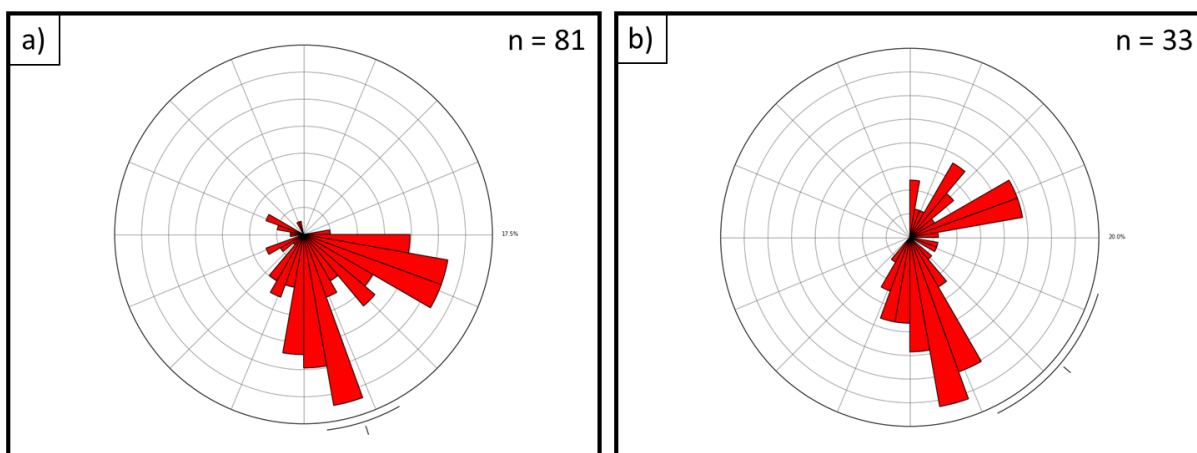 a)
n = 81
17.5%
b)
n = 33
20.0%